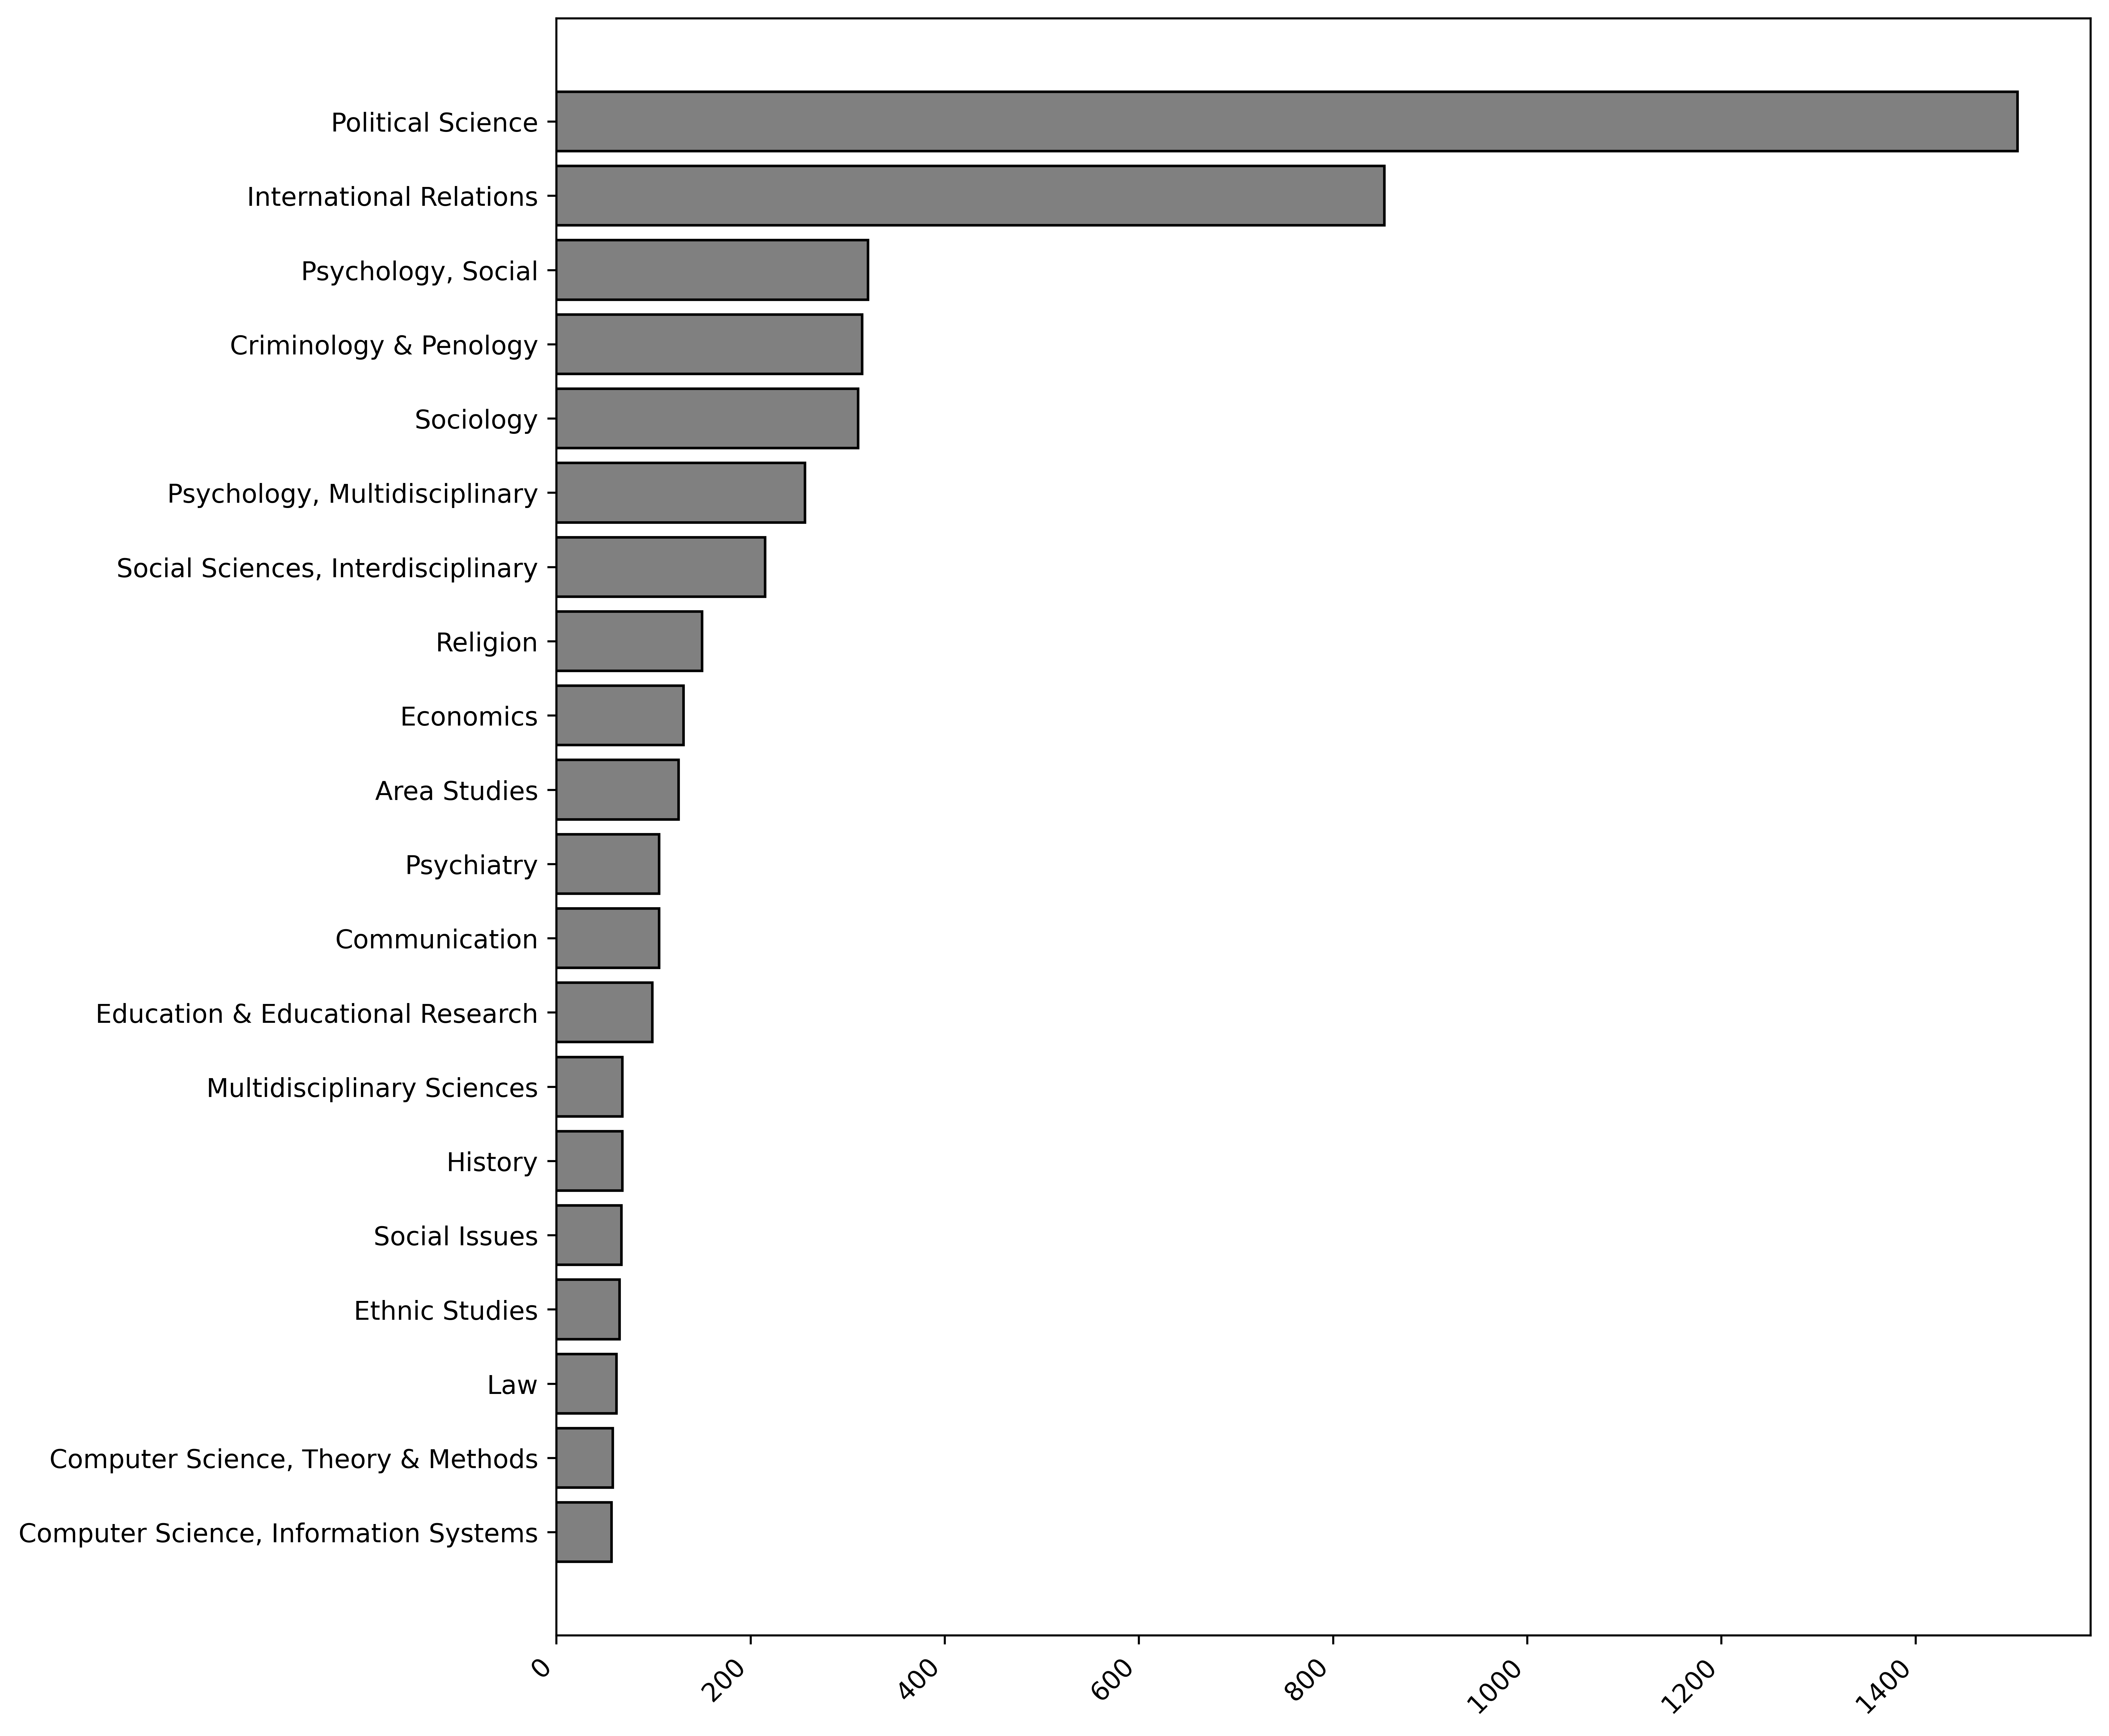 Political Science
International Relations
Psychology, Social
Criminology & Penology
Sociology
Psychology, Multidisciplinary
Social Sciences, Interdisciplinary
Religion
Economics
Area Studies
Psychiatry
Communication
Education & Educational Research
Multidisciplinary Sciences
History
Social Issues
Ethnic Studies
Law
Computer Science, Theory & Methods
Computer Science, Information Systems
0 200 400 600 800 1000 1200 1400